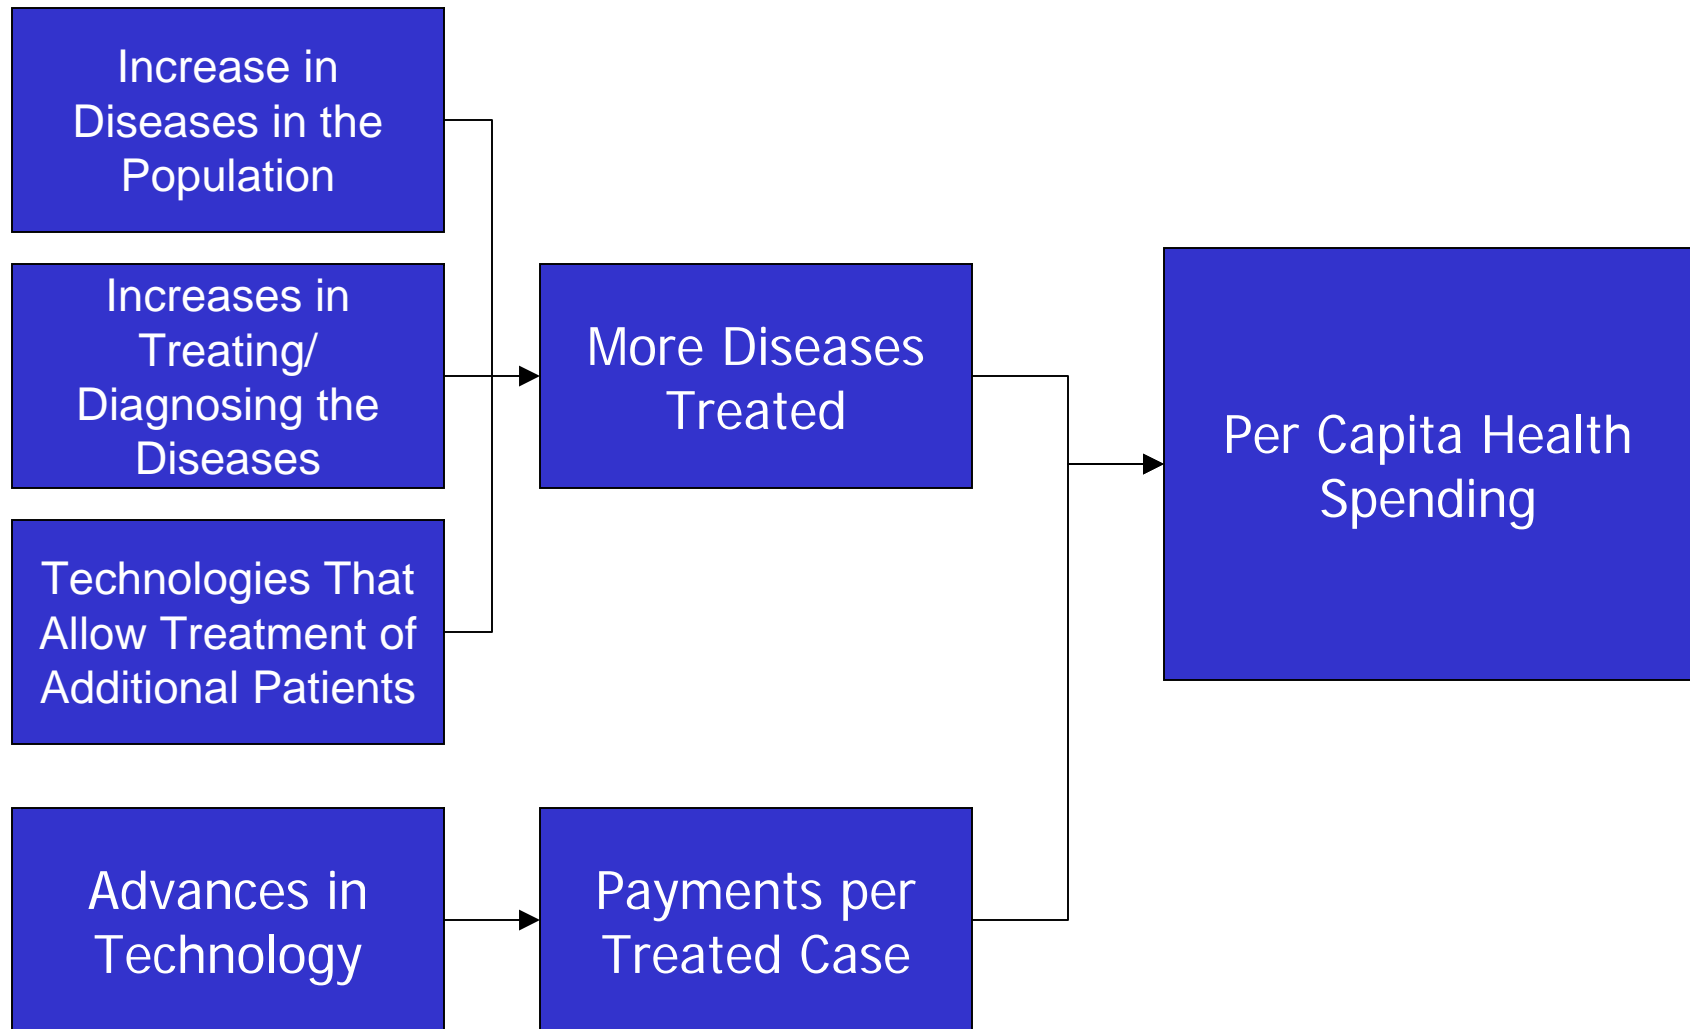 Increase in
Diseases in the
Population
Increases in
Treating/
Diagnosing the
Diseases
Technologies That
Allow Treatment of
Additional Patients
Advances in
Technology
More Diseases
Treated
Payments per
Treated Case
Per Capita Health
Spending